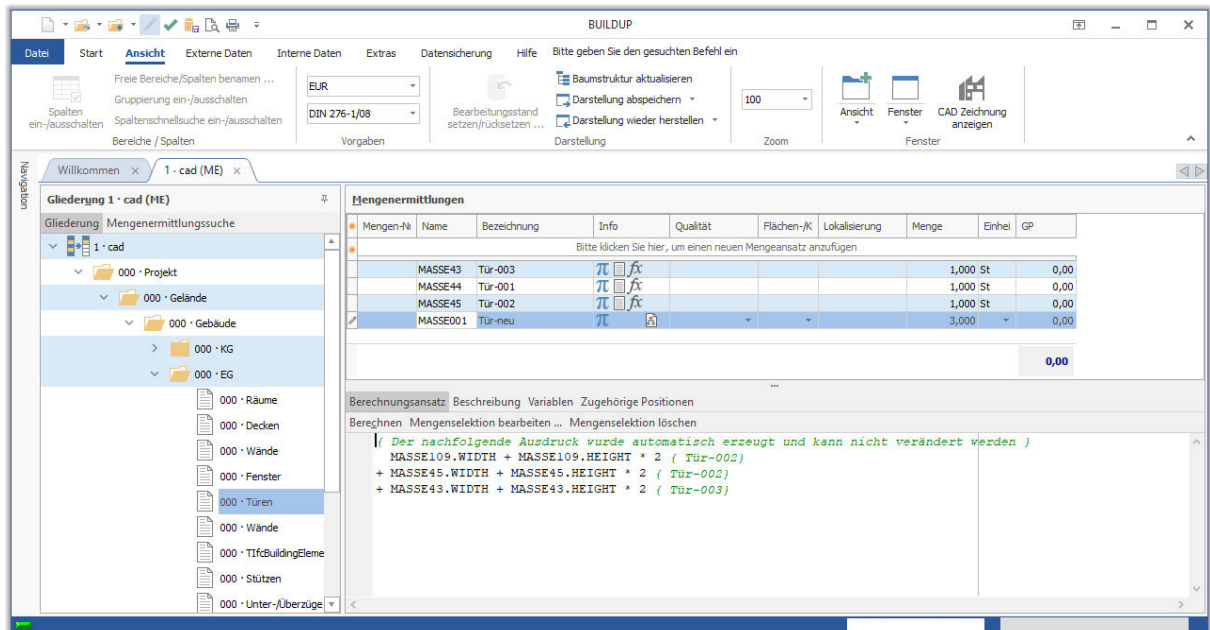 BUILDUP
Datei Start Ansicht Externe Daten Interne Daten Extras Datensicherung Hilfe Bitte geben Sie den gesuchten Befehl ein
Spalten
ein-/ausschalten
Freie Bereiche/Spalten benamen ...
Gruppierung ein-/ausschalten
Spaltenschnellsuche ein-/ausschalten
Bereiche / Spalten
EUR
DIN 276-1/08
Vorgaben
Bearbeitungsstand
setzen/rücksetzen ...
Baumstruktur aktualisieren
Darstellung abspeichern
Darstellung wieder herstellen
Darstellung
100
Zoom
Ansicht
Fenster
CAD Zeichnung
anzeigen
Fenster
Navigation
Willkommen × 1 · cad (ME) ×
Gliederung 1 · cad (ME)
Gliederung Mengenermittlungssuche
1 · cad
000 · Projekt
000 · Gelände
000 · Gebäude
000 · KG
000 · EG
000 · Räume
000 · Decken
000 · Wände
000 · Fenster
000 · Türen
000 · Wände
000 · TIfcBuildingEleme
000 · Stützen
000 · Unter-/Überzüge
Mengenermittlungen
Mengen-N Name Bezeichnung Info Qualität Flächen-/K Lokalisierung Menge Einhei GP
Bitte klicken Sie hier, um einen neuen Mengeansatz anzufügen
MASSE43 Tür-003 π fx 1,000 St 0,00
MASSE44 Tür-001 π fx 1,000 St 0,00
MASSE45 Tür-002 π fx 1,000 St 0,00
MASSE001 Tür-neu π 3,000 0,00
0,00
Berechnungsansatz Beschreibung Variablen Zugehörige Positionen
Berechnen Mengenselektion bearbeiten ... Mengenselektion löschen
{ Der nachfolgende Ausdruck wurde automatisch erzeugt und kann nicht verändert werden }
MASSE109.WIDTH + MASSE109.HEIGHT * 2 { Tür-002}
+ MASSE45.WIDTH + MASSE45.HEIGHT * 2 { Tür-002}
+ MASSE43.WIDTH + MASSE43.HEIGHT * 2 { Tür-003}